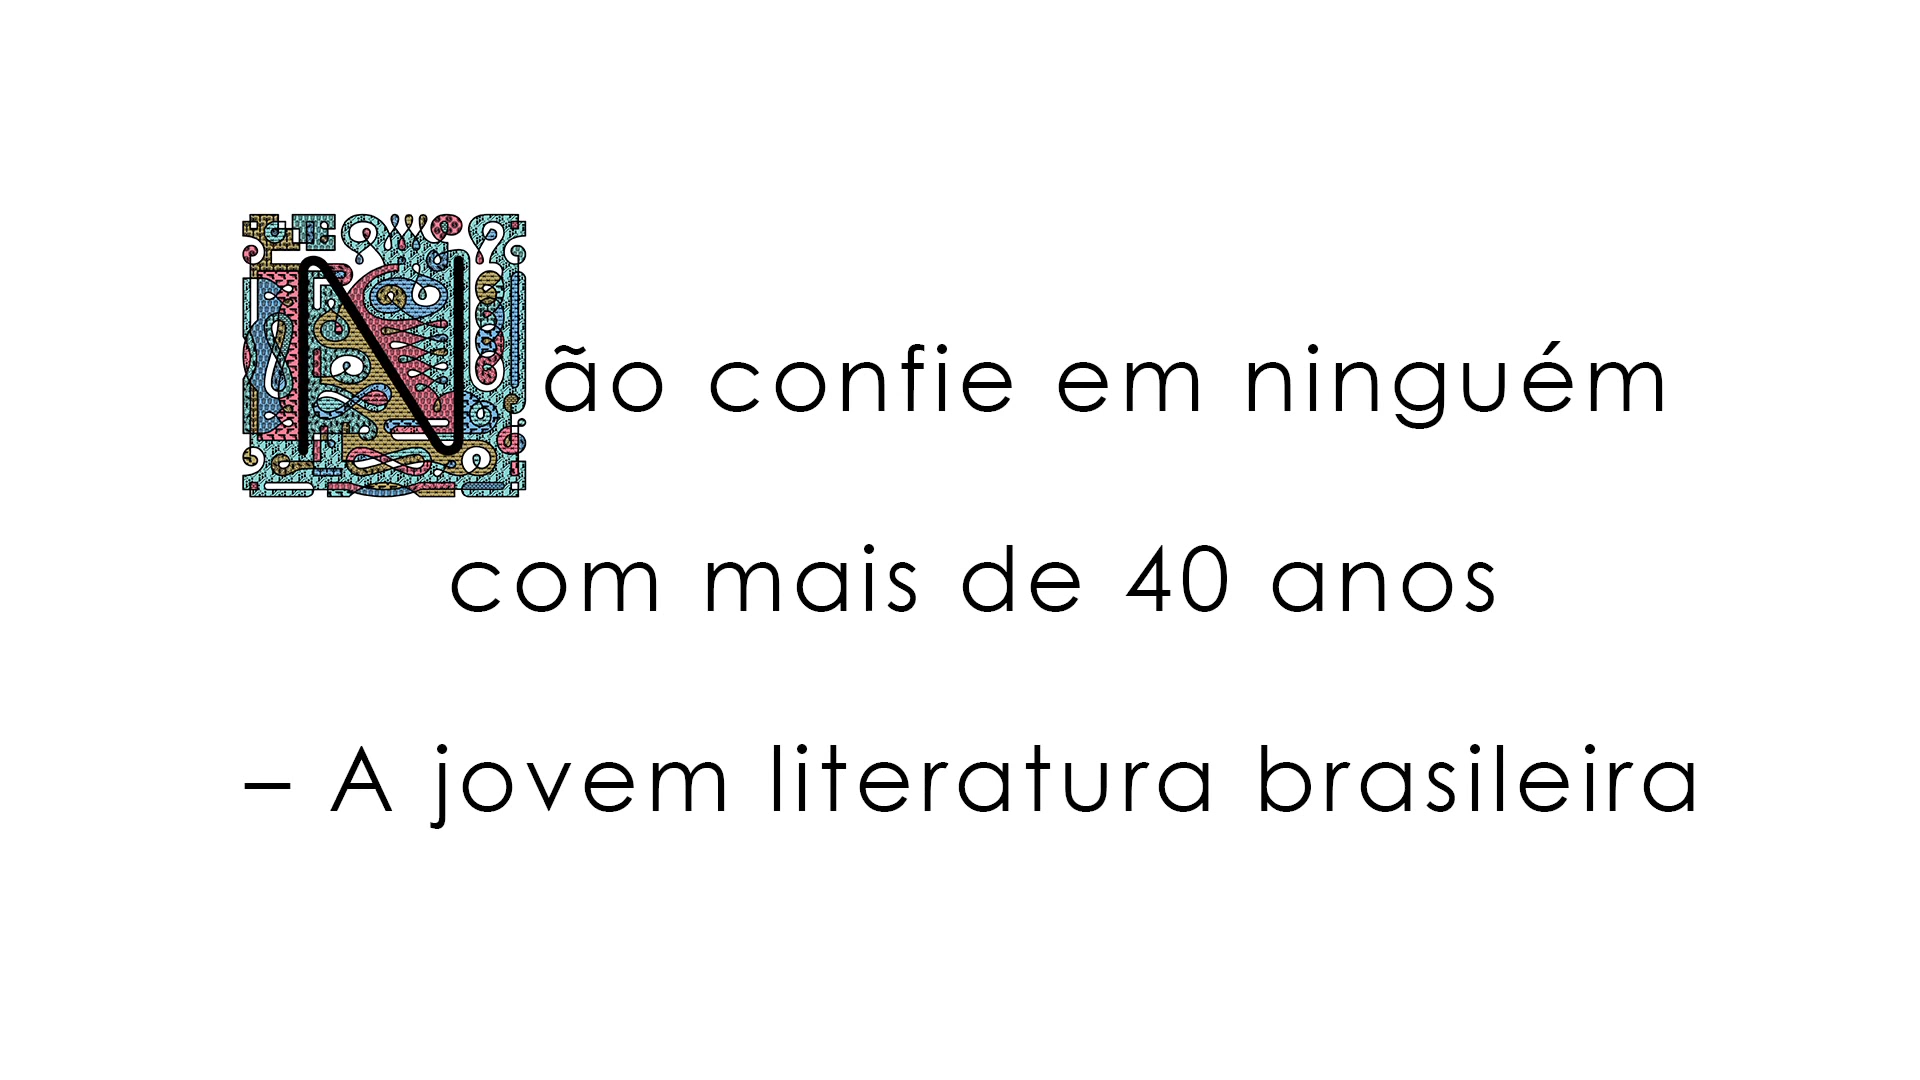 Não confie em ninguém
com mais de 40 anos
– A jovem literatura brasileira